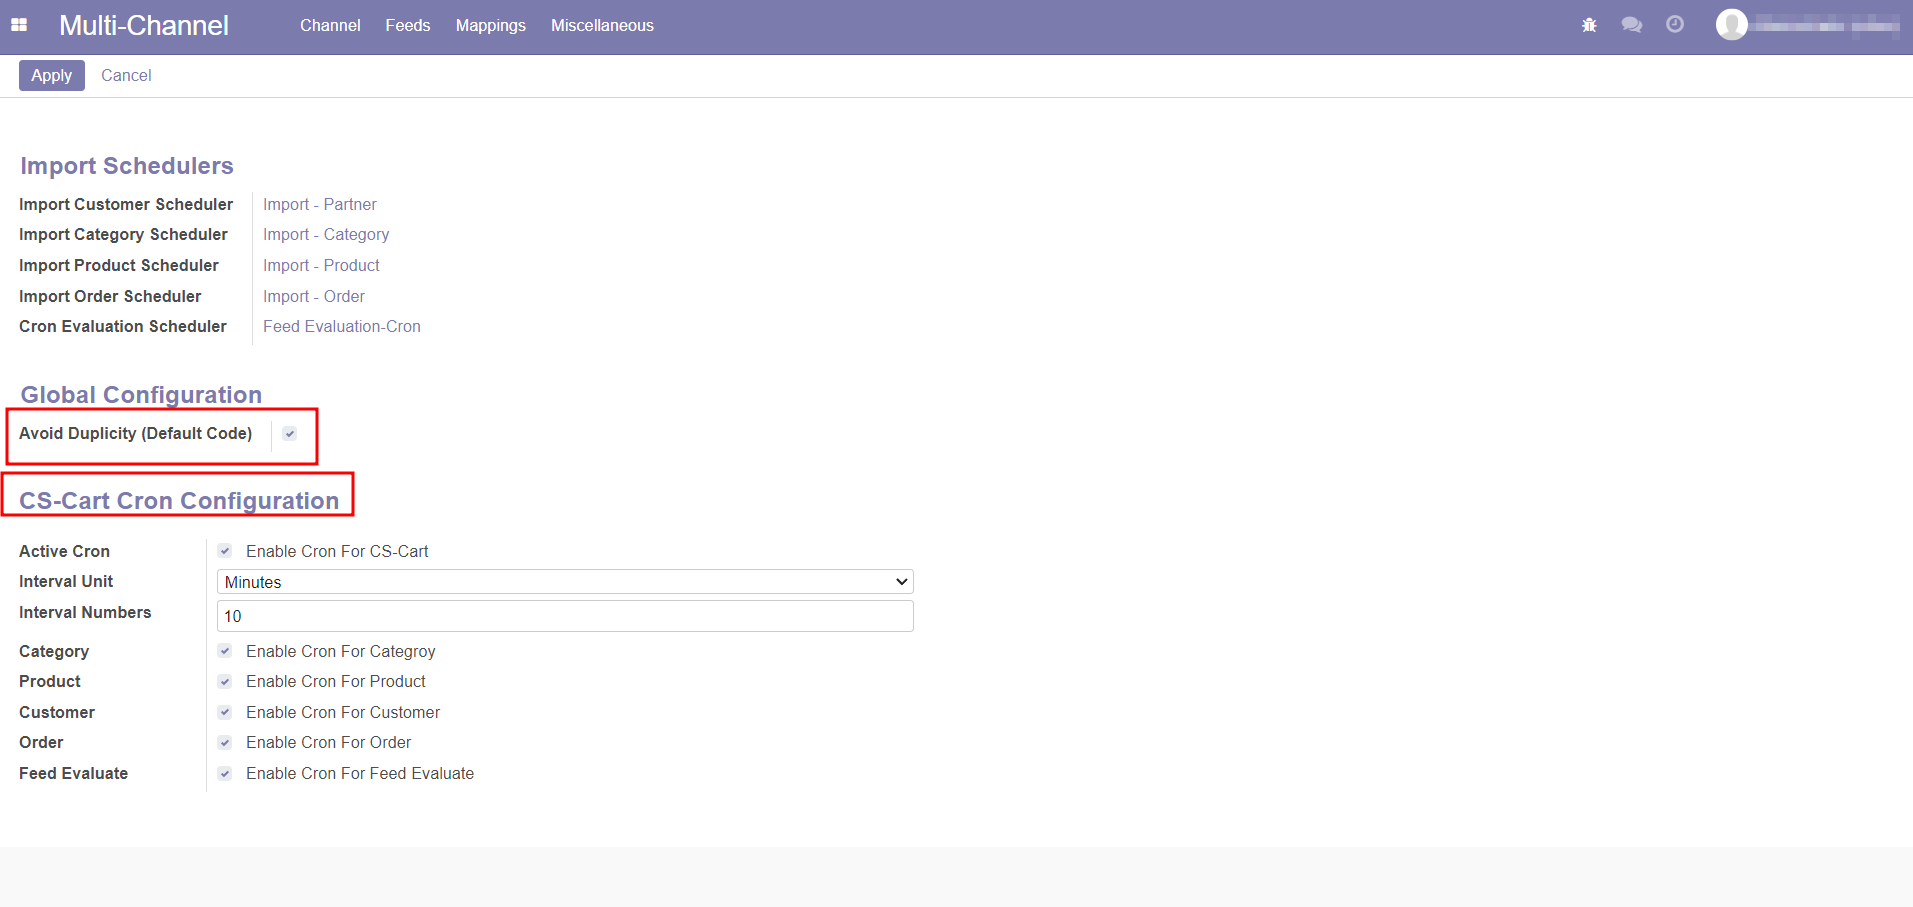 Multi-Channel Channel Feeds Mappings Miscellaneous
Apply Cancel
Import Schedulers
Import Customer Scheduler Import - Partner
Import Category Scheduler Import - Category
Import Product Scheduler Import - Product
Import Order Scheduler Import - Order
Cron Evaluation Scheduler Feed Evaluation-Cron
Global Configuration
Avoid Duplicity (Default Code)
CS-Cart Cron Configuration
Active Cron Enable Cron For CS-Cart
Interval Unit Minutes
Interval Numbers 10
Category Enable Cron For Categroy
Product Enable Cron For Product
Customer Enable Cron For Customer
Order Enable Cron For Order
Feed Evaluate Enable Cron For Feed Evaluate